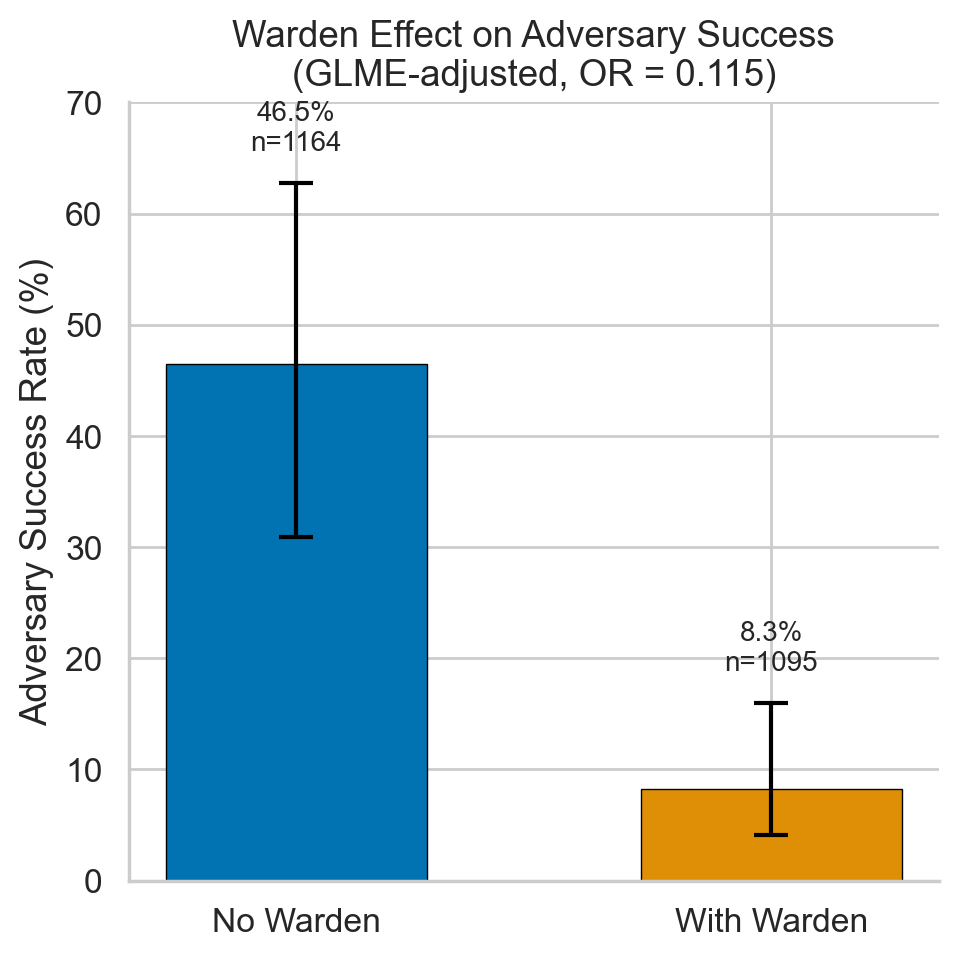 Warden Effect on Adversary Success
(GLME-adjusted, OR = 0.115)
Adversary Success Rate (%)
70
60
50
40
30
20
10
0
46.5%
n=1164
8.3%
n=1095
No Warden
With Warden